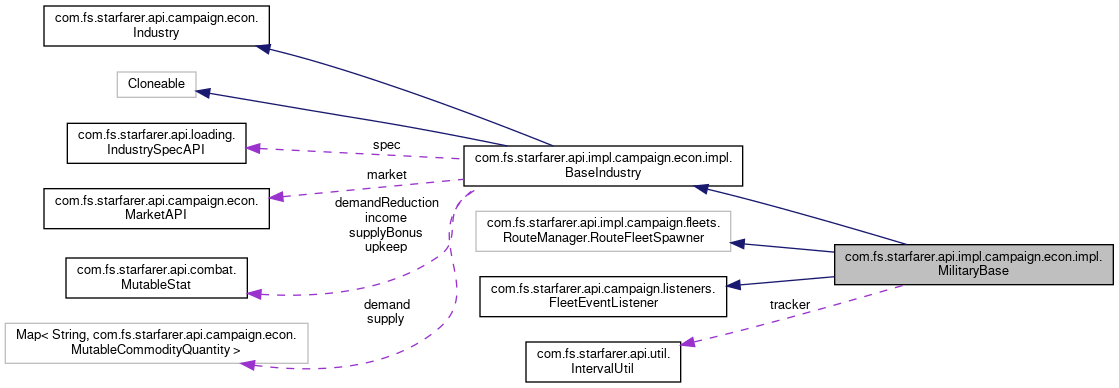 com.fs.starfarer.api.campaign.econ.
Industry
Cloneable
com.fs.starfarer.api.loading.
IndustrySpecAPI
com.fs.starfarer.api.campaign.econ.
MarketAPI
com.fs.starfarer.api.combat.
MutableStat
Map< String, com.fs.starfarer.api.campaign.econ.
MutableCommodityQuantity >
spec
market
demandReduction
income
supplyBonus
upkeep
demand
supply
com.fs.starfarer.api.impl.campaign.econ.impl.
BaseIndustry
com.fs.starfarer.api.impl.campaign.fleets.
RouteManager.RouteFleetSpawner
com.fs.starfarer.api.campaign.listeners.
FleetEventListener
com.fs.starfarer.api.util.
IntervalUtil
tracker
com.fs.starfarer.api.impl.campaign.econ.impl.
MilitaryBase